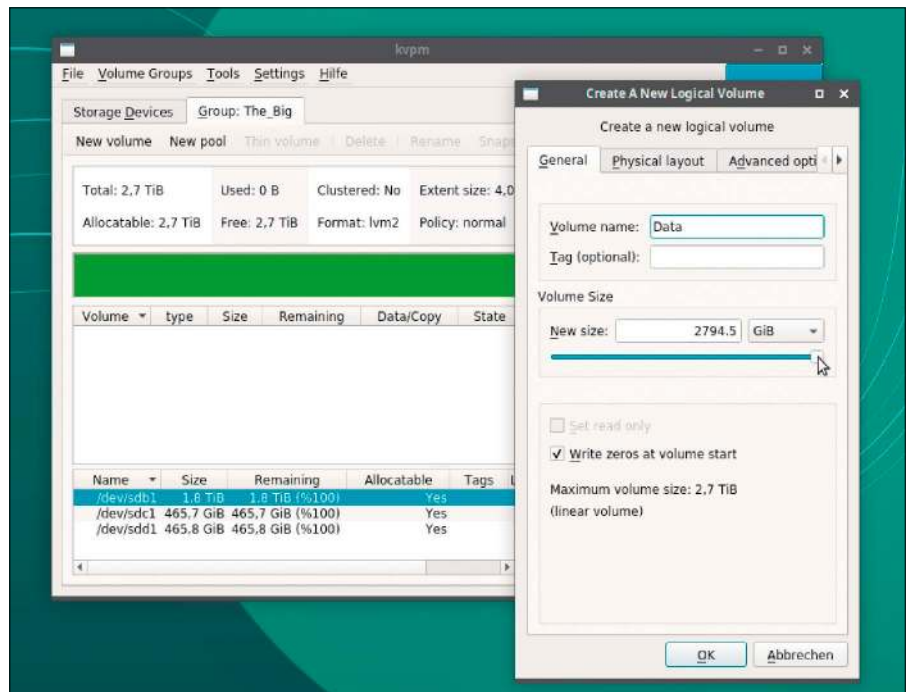 kvpm
File Volume Groups Tools Settings Hilfe
Storage Devices Group: The_Big
New volume New pool Thin volume Delete Rename Snaps
Total: 2,7 TiB Used: 0 B Clustered: No Extent size: 4,0
Allocatable: 2,7 TiB Free: 2,7 TiB Format: lvm2 Policy: normal
Volume type Size Remaining Data/Copy State
Name Size Remaining Allocatable Tags
/dev/sdb1 1.8 TiB 1.8 TiB (%100) Yes
/dev/sdc1 465,7 GiB 465,7 GiB (%100) Yes
/dev/sdd1 465.8 GiB 465,8 GiB (%100) Yes
Create A New Logical Volume
Create a new logical volume
General Physical layout Advanced opti
Volume name: Data
Tag (optional):
Volume Size
New size: 2794.5 GiB
Set read only
Write zeros at volume start
Maximum volume size: 2,7 TiB
(linear volume)
OK Abbrechen